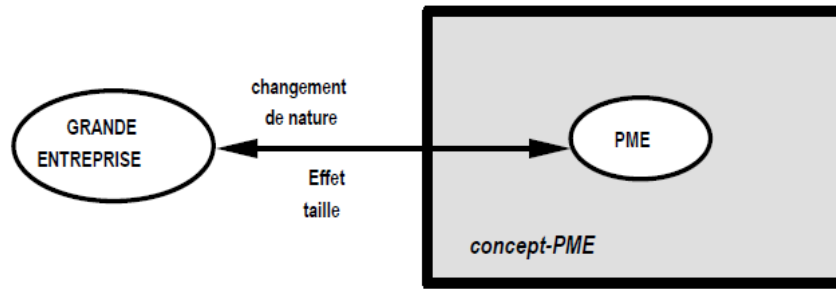 changement
de nature
GRANDE
ENTREPRISE
Effet
taille
PME
concept-PME